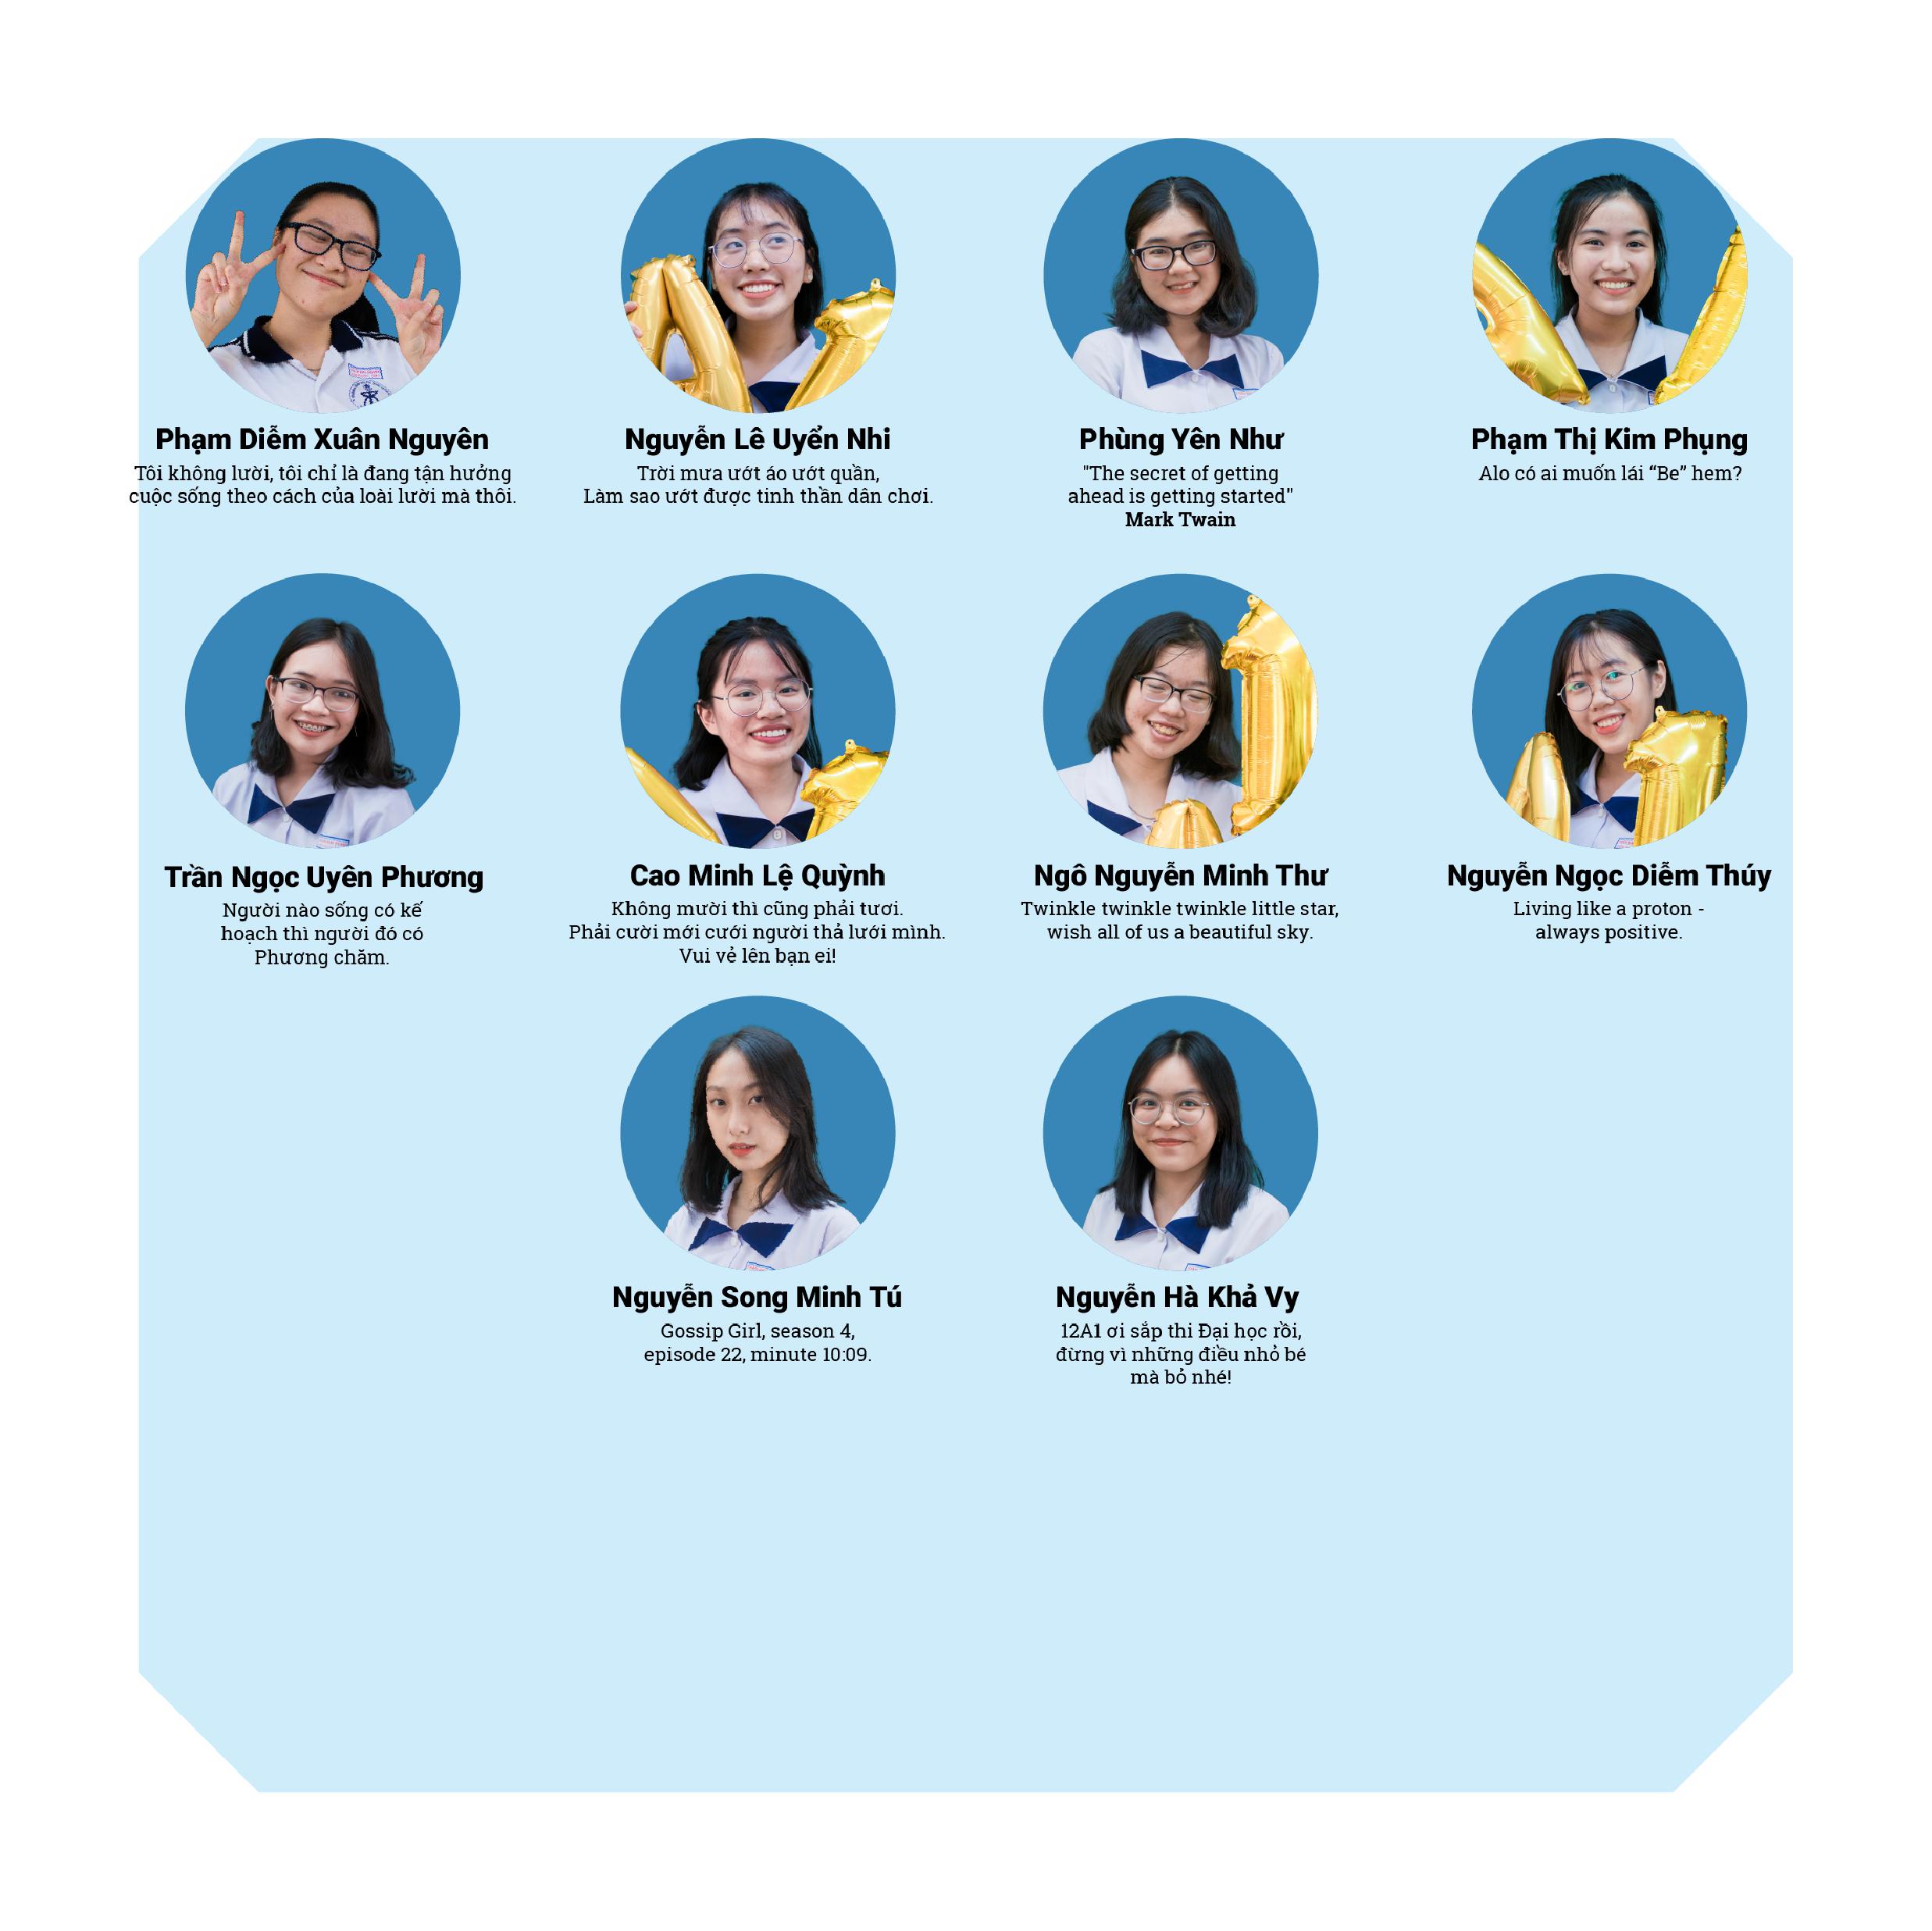 Phạm Diễm Xuân Nguyên
Tôi không lười, tôi chỉ là đang tận hưởng
cuộc sống theo cách của loài lười mà thôi.
Nguyễn Lê Uyển Nhi
Trời mưa ướt áo ướt quần,
Làm sao ướt được tinh thần dân chơi.
Phùng Yên Như
"The secret of getting
ahead is getting started"
Mark Twain
Phạm Thị Kim Phụng
Alo có ai muốn lái “Be” hem?
Trần Ngọc Uyên Phương
Người nào sống có kế
hoạch thì người đó có
Phương chăm.
Cao Minh Lệ Quỳnh
Không mười thì cũng phải tươi.
Phải cười mới cưới người thả lưới mình.
Vui vẻ lên bạn ei!
Ngô Nguyễn Minh Thư
Twinkle twinkle twinkle little star,
wish all of us a beautiful sky.
Nguyễn Ngọc Diễm Thúy
Living like a proton -
always positive.
Nguyễn Song Minh Tú
Gossip Girl, season 4,
episode 22, minute 10:09.
Nguyễn Hà Khả Vy
12A1 ơi sắp thi Đại học rồi,
đừng vì những điều nhỏ bé
mà bỏ nhé!